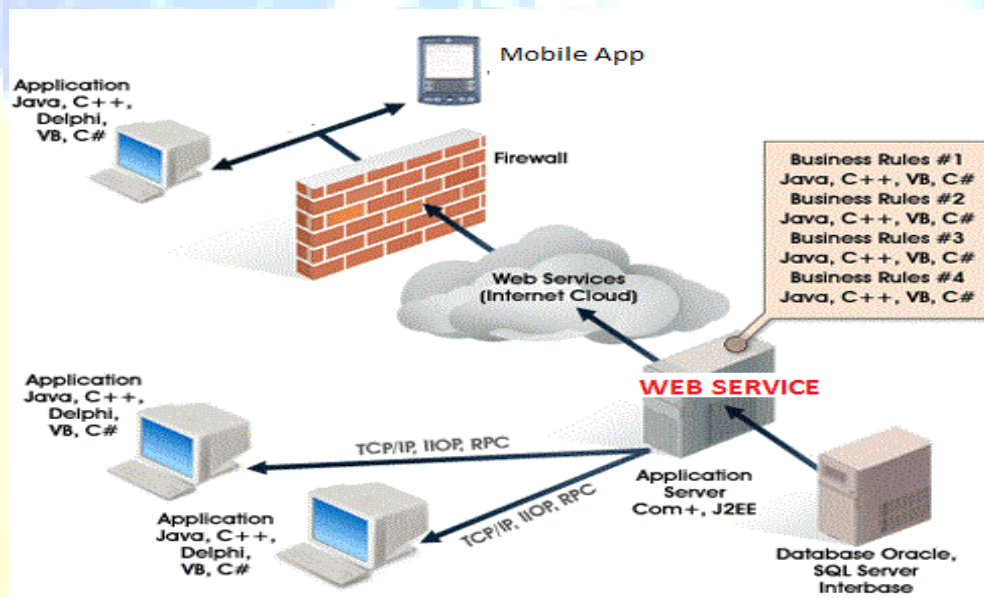 Mobile App
Application
Java, C++,
Delphi,
VB, C#
Firewall
Business Rules #1
Java, C++, VB, C#
Business Rules #2
Java, C++, VB, C#
Business Rules #3
Java, C++, VB, C#
Business Rules #4
Java, C++, VB, C#
Web Services
(Internet Cloud)
WEB SERVICE
Application
Java, C++,
Delphi,
VB, C#
TCP/IP, IIOP, RPC
TCP/IP, IIOP, RPC
Application
Server
Com+, J2EE
Application
Java, C++,
Delphi,
VB, C#
Database Oracle,
SQL Server
Interbase